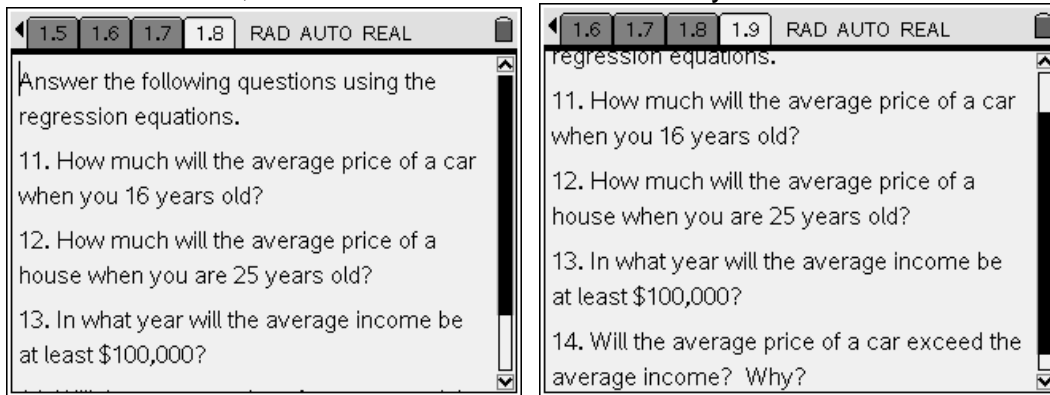 1.5 1.6 1.7 1.8 RAD AUTO REAL
Answer the following questions using the
regression equations.
11. How much will the average price of a car
when you 16 years old?
12. How much will the average price of a
house when you are 25 years old?
13. In what year will the average income be
at least $100,000?
1.6 1.7 1.8 1.9 RAD AUTO REAL
regression equations.
11. How much will the average price of a car
when you 16 years old?
12. How much will the average price of a
house when you are 25 years old?
13. In what year will the average income be
at least $100,000?
14. Will the average price of a car exceed the
average income? Why?